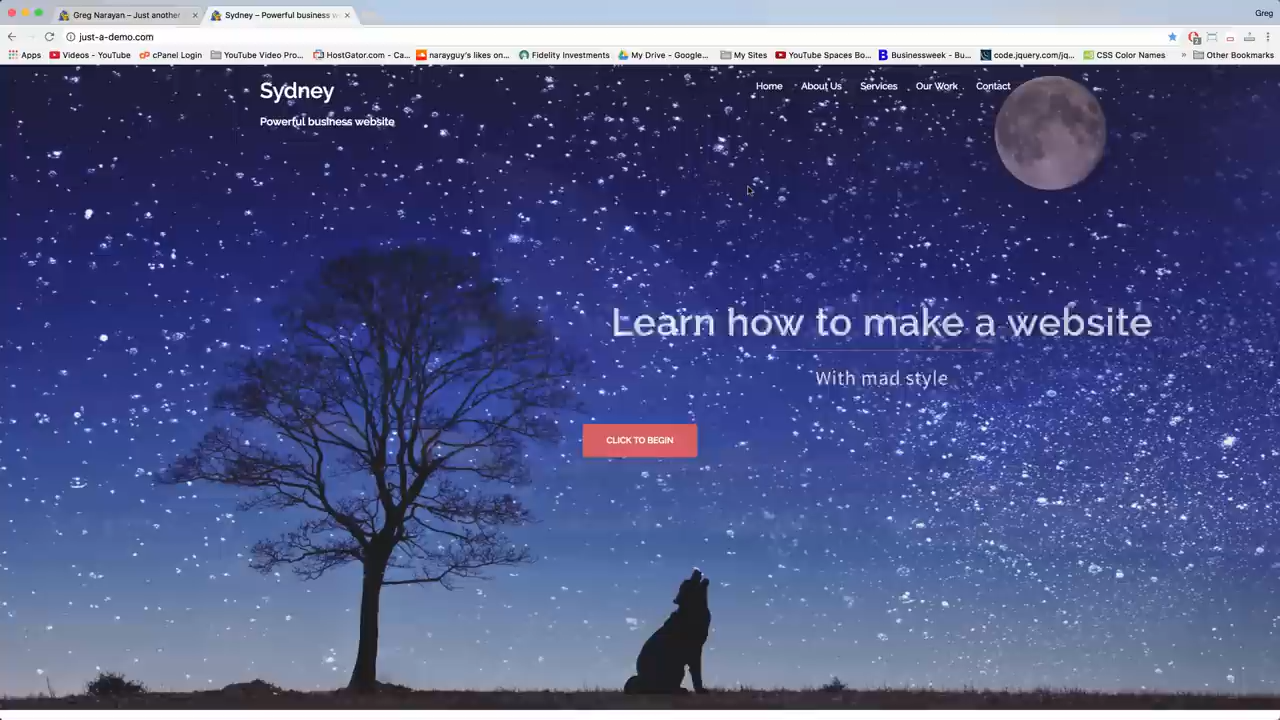 Greg Narayan – Just another
Sydney – Powerful business w
Greg
just-a-demo.com
Apps
Videos - YouTube
cPanel Login
YouTube Video Pro...
HostGator.com - Ca...
narayguy's likes on...
Fidelity Investments
My Drive - Google...
My Sites
YouTube Spaces Bo...
Businessweek - Bu...
code.jquery.com/jq...
CSS Color Names
»
Other Bookmarks
Sydney
Powerful business website
Home
About Us
Services
Our Work
Contact
Learn how to make a website
With mad style
CLICK TO BEGIN